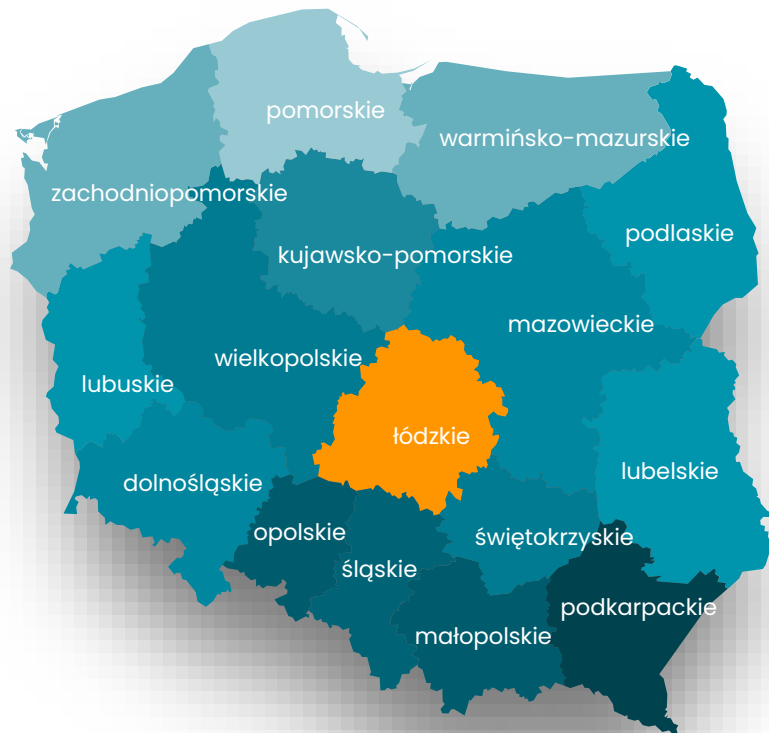 pomorskie
warmińsko-mazurskie
zachodniopomorskie
podlaskie
kujawsko-pomorskie
mazowieckie
wielkopolskie
lubuskie
łódzkie
lubelskie
dolnośląskie
opolskie
świętokrzyskie
śląskie
podkarpackie
małopolskie